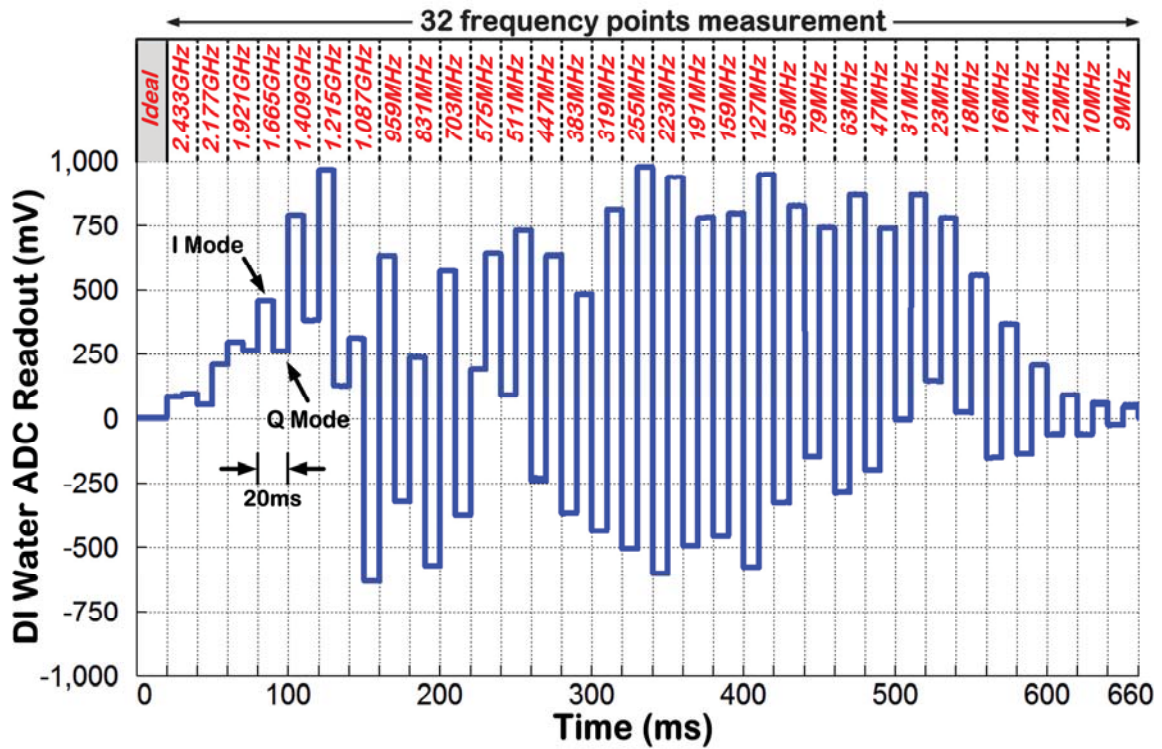 32 frequency points measurement
Ideal
2.433GHz
2.177GHz
1.921GHz
1.665GHz
1.409GHz
1.215GHz
1.087GHz
959MHz
831MHz
703MHz
575MHz
511MHz
447MHz
383MHz
319MHz
255MHz
223MHz
191MHz
159MHz
127MHz
95MHz
79MHz
63MHz
47MHz
31MHz
23MHz
18MHz
16MHz
14MHz
12MHz
10MHz
9MHz
DI Water ADC Readout (mV)
1,000
750
500
250
0
-250
-500
-750
-1,000
I Mode
Q Mode
20ms
0 100 200 300 400 500 600 660
Time (ms)